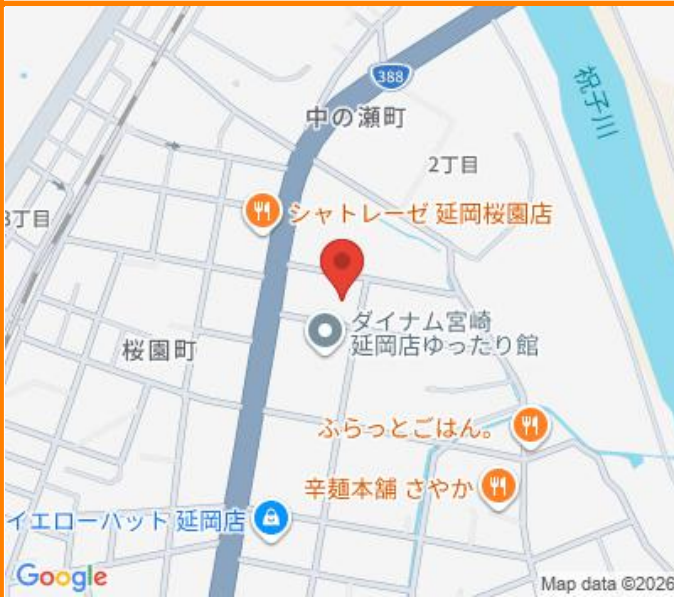 388
祝子川
中の瀬町
2丁目
3丁目
シャトレーゼ 延岡桜園店
ダイナム宮崎
延岡店ゆったり館
桜園町
ふらっとごはん。
辛麺本舗 さやか
イエローハット 延岡店
Google
Map data ©2026